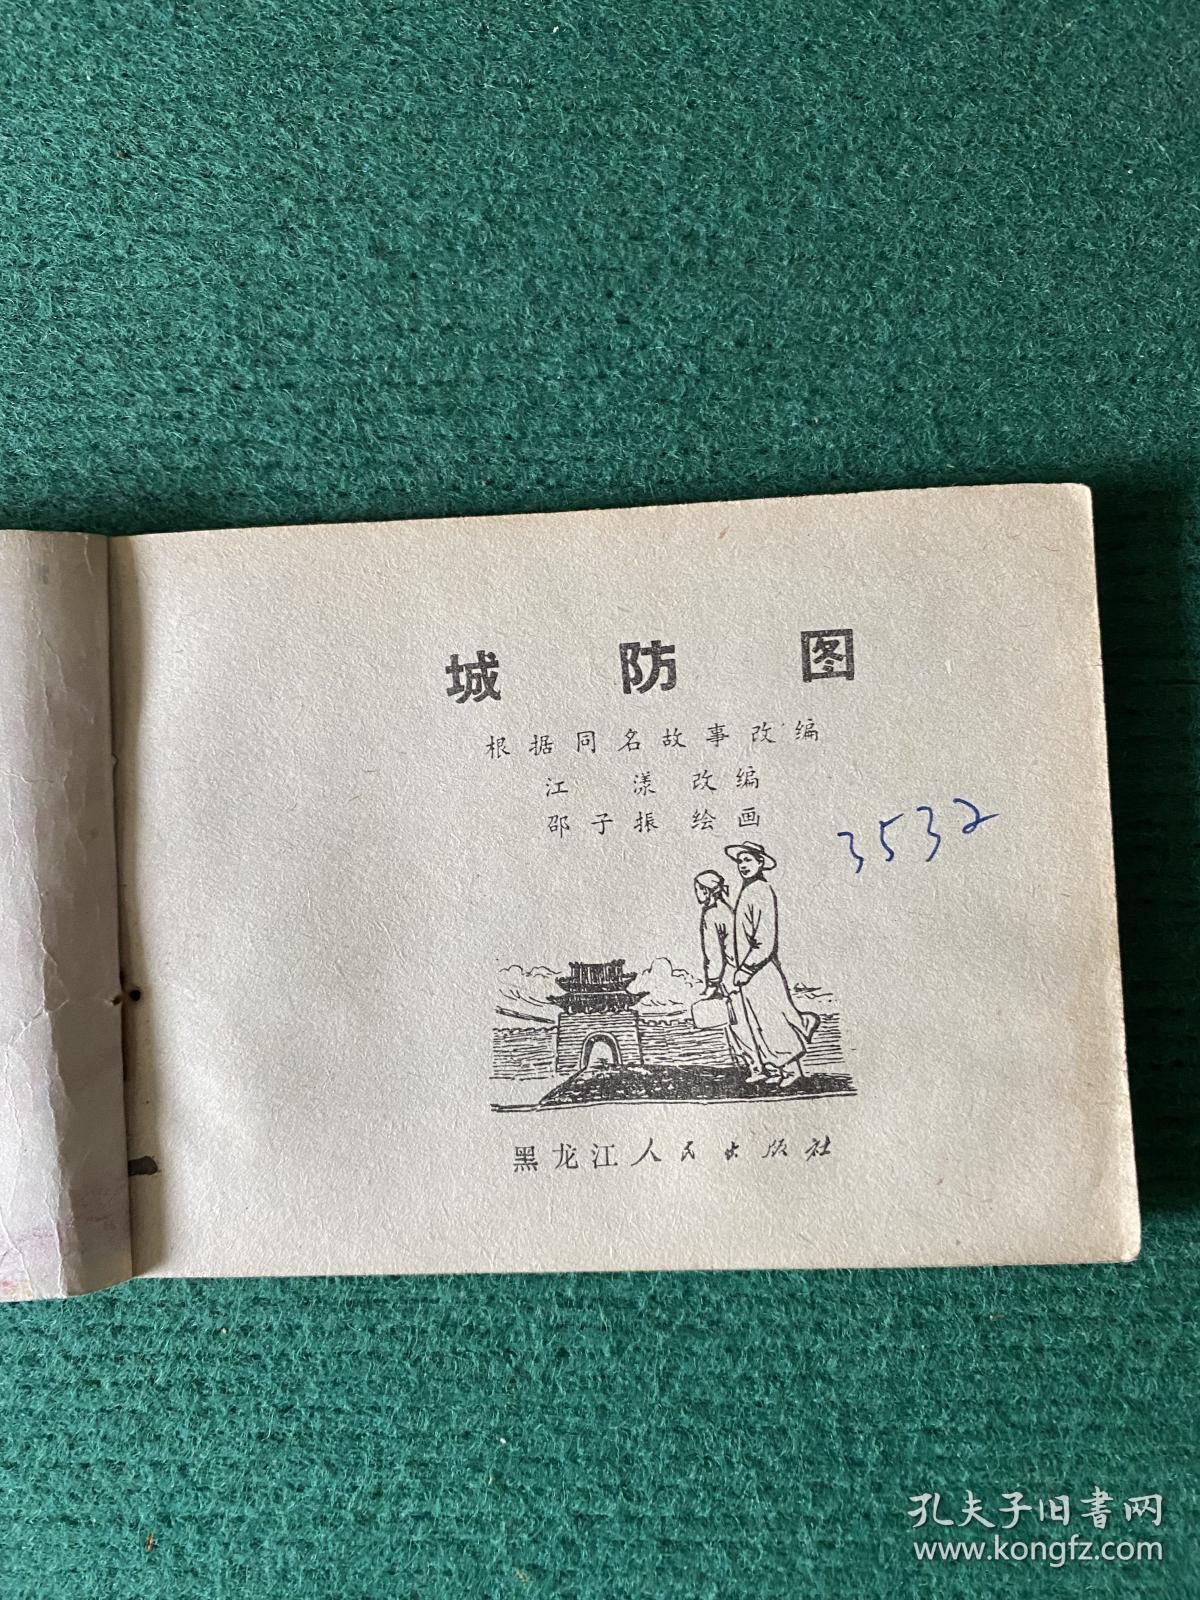 城防图
根据同名故事改编
江漾 改编
邵子振 绘画
3532
黑龙江人民出版社
孔夫子旧書网
www.kongfz.com